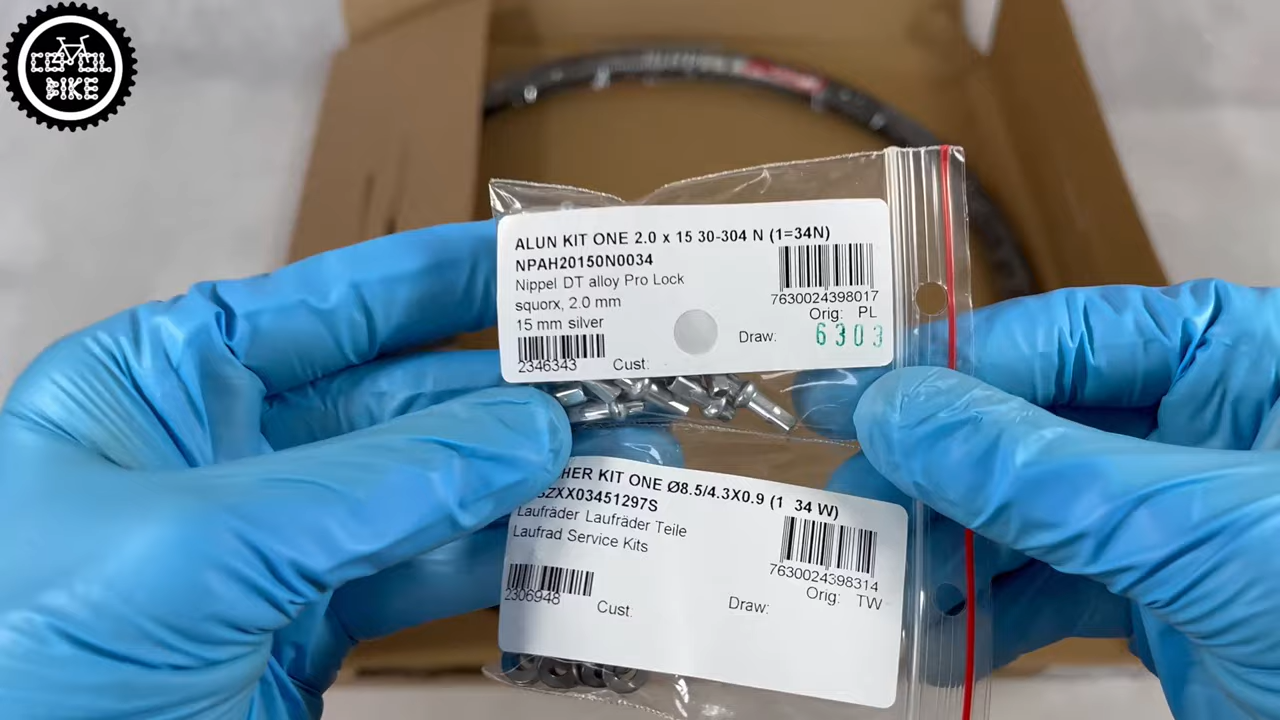 BIKE
ALUN KIT ONE 2.0 x 15 30-304 N (1=34N)
NPAH20150N0034
Nippel DT alloy Pro Lock
squorx, 2.0 mm
15 mm silver
7630024398017
Orig: PL
Draw: 6303
2346343
Cust:
HER KIT ONE Ø8.5/4.3X0.9 (1 34 W)
ZXX03451297S
Laufräder Laufräder Teile
Laufrad Service Kits
7630024398314
Orig: TW
2306948
Cust:
Draw: